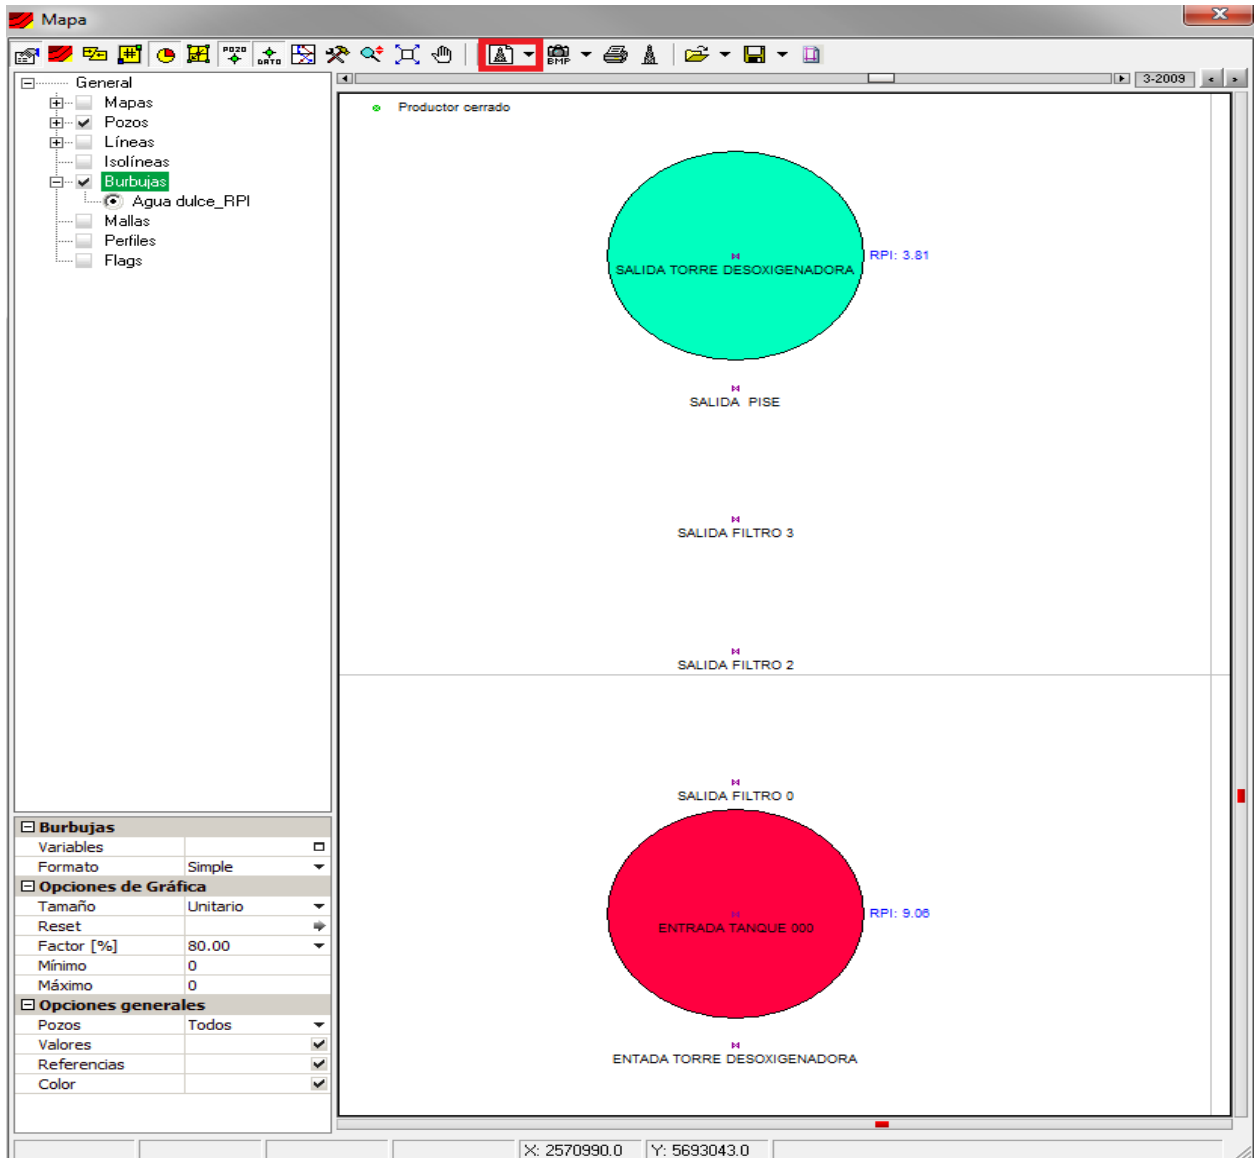 Mapa
POZO
DATO
BMP
General
Mapas
Pozos
Líneas
Isolíneas
Burbujas
Agua dulce_RPI
Mallas
Perfiles
Flags
3-2009
Productor cerrado
SALIDA TORRE DESOXIGENADORA
RPI: 3.81
SALIDA PISE
SALIDA FILTRO 3
SALIDA FILTRO 2
SALIDA FILTRO 0
ENTRADA TANQUE 000
RPI: 9.06
ENTADA TORRE DESOXIGENADORA
Burbujas
Variables
Formato Simple
Opciones de Gráfica
Tamaño Unitario
Reset
Factor [%] 80.00
Mínimo 0
Máximo 0
Opciones generales
Pozos Todos
Valores
Referencias
Color
X: 2570990.0 Y: 5693043.0